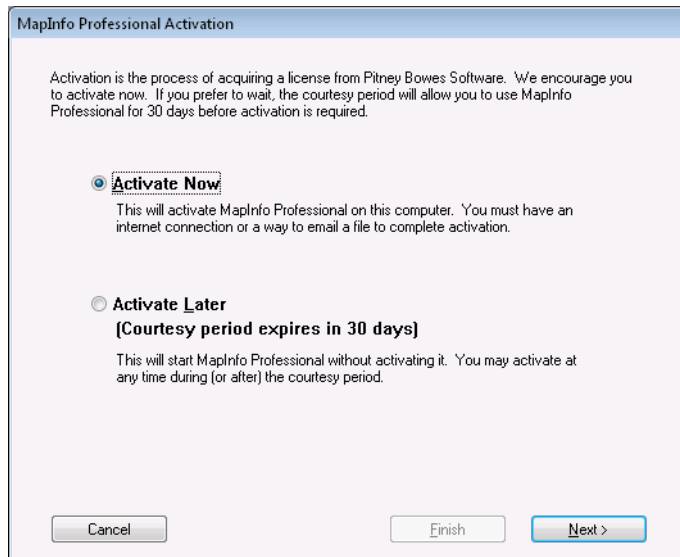 MapInfo Professional Activation
Activation is the process of acquiring a license from Pitney Bowes Software. We encourage you
to activate now. If you prefer to wait, the courtesy period will allow you to use MapInfo
Professional for 30 days before activation is required.
Activate Now
This will activate MapInfo Professional on this computer. You must have an
internet connection or a way to email a file to complete activation.
Activate Later
(Courtesy period expires in 30 days)
This will start MapInfo Professional without activating it. You may activate at
any time during (or after) the courtesy period.
Cancel Finish Next >